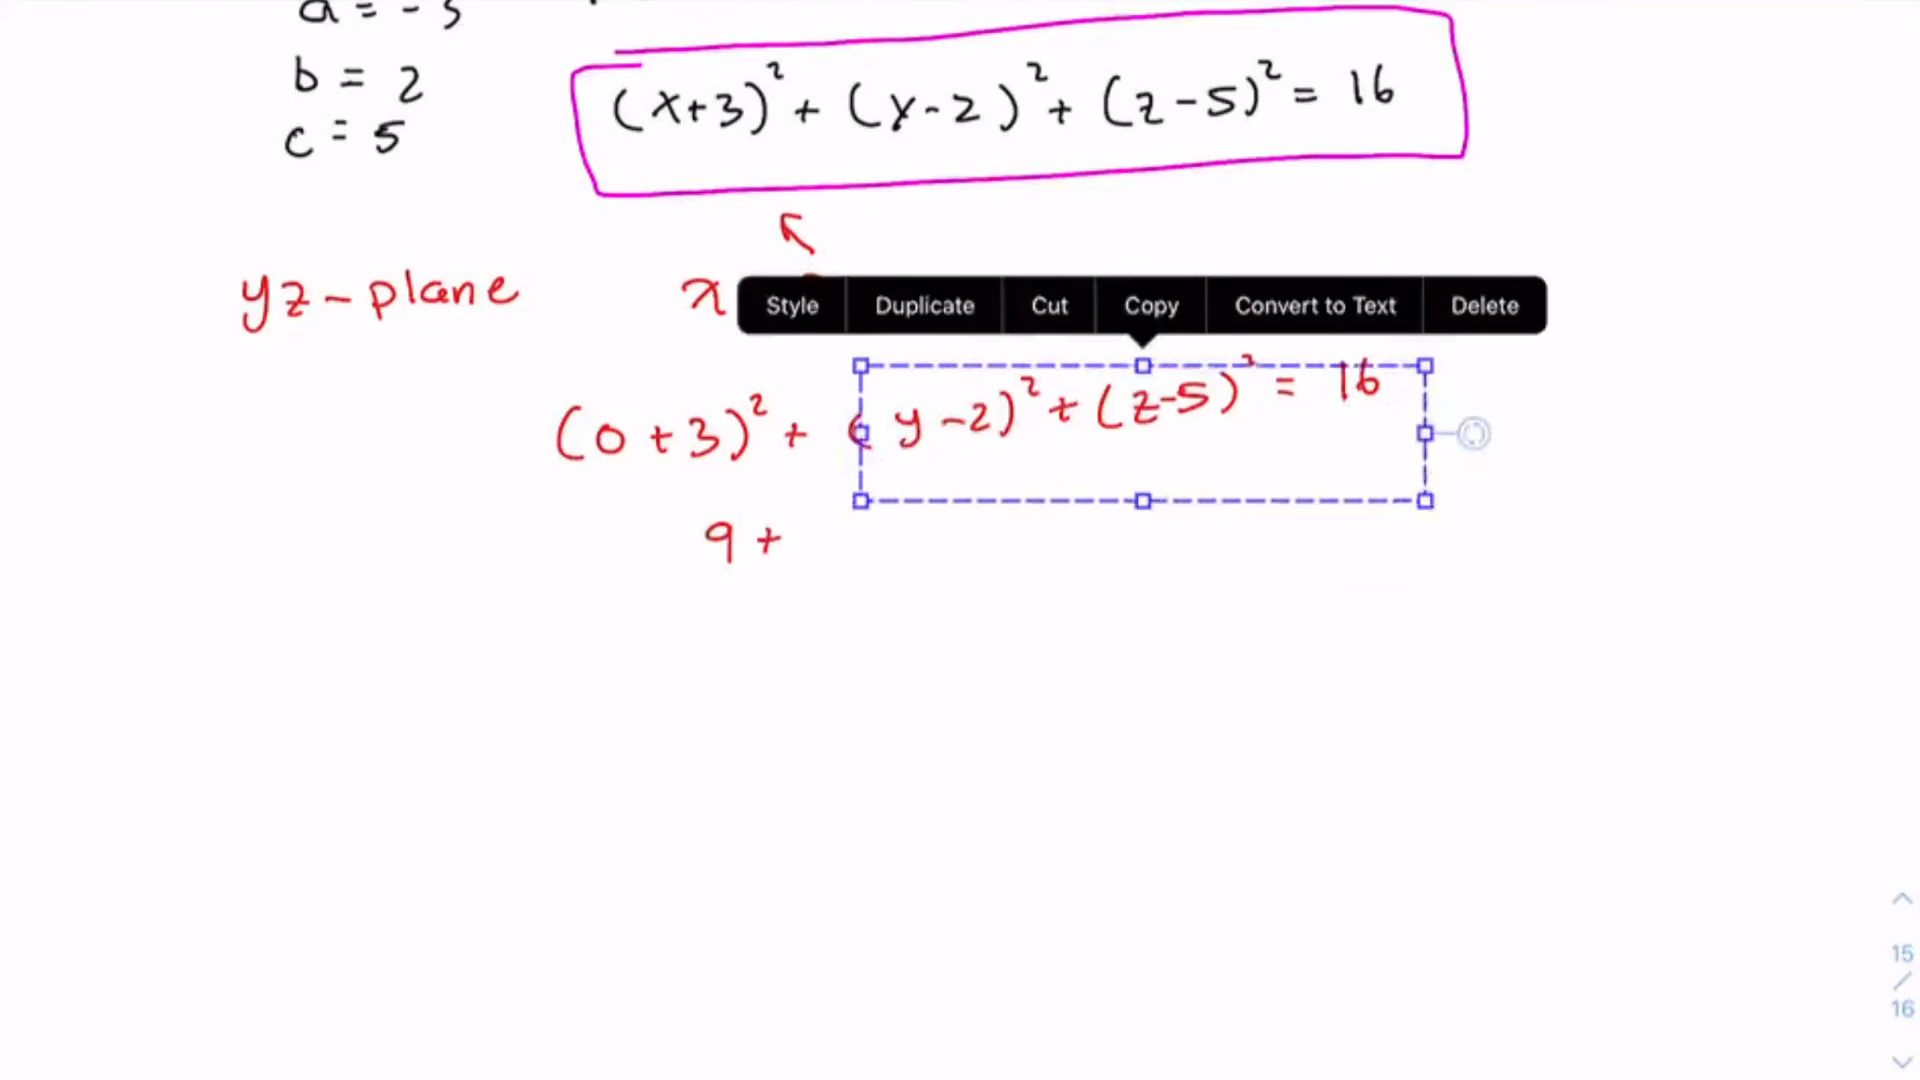 a = - 3
b = 2
c = 5
(x+3)² + (y-2)² + (z-5)² = 16
yz-plane x
Style Duplicate Cut Copy Convert to Text Delete
(0+3)² + (y-2)² + (z-5)² = 16
9 +
15
/
16